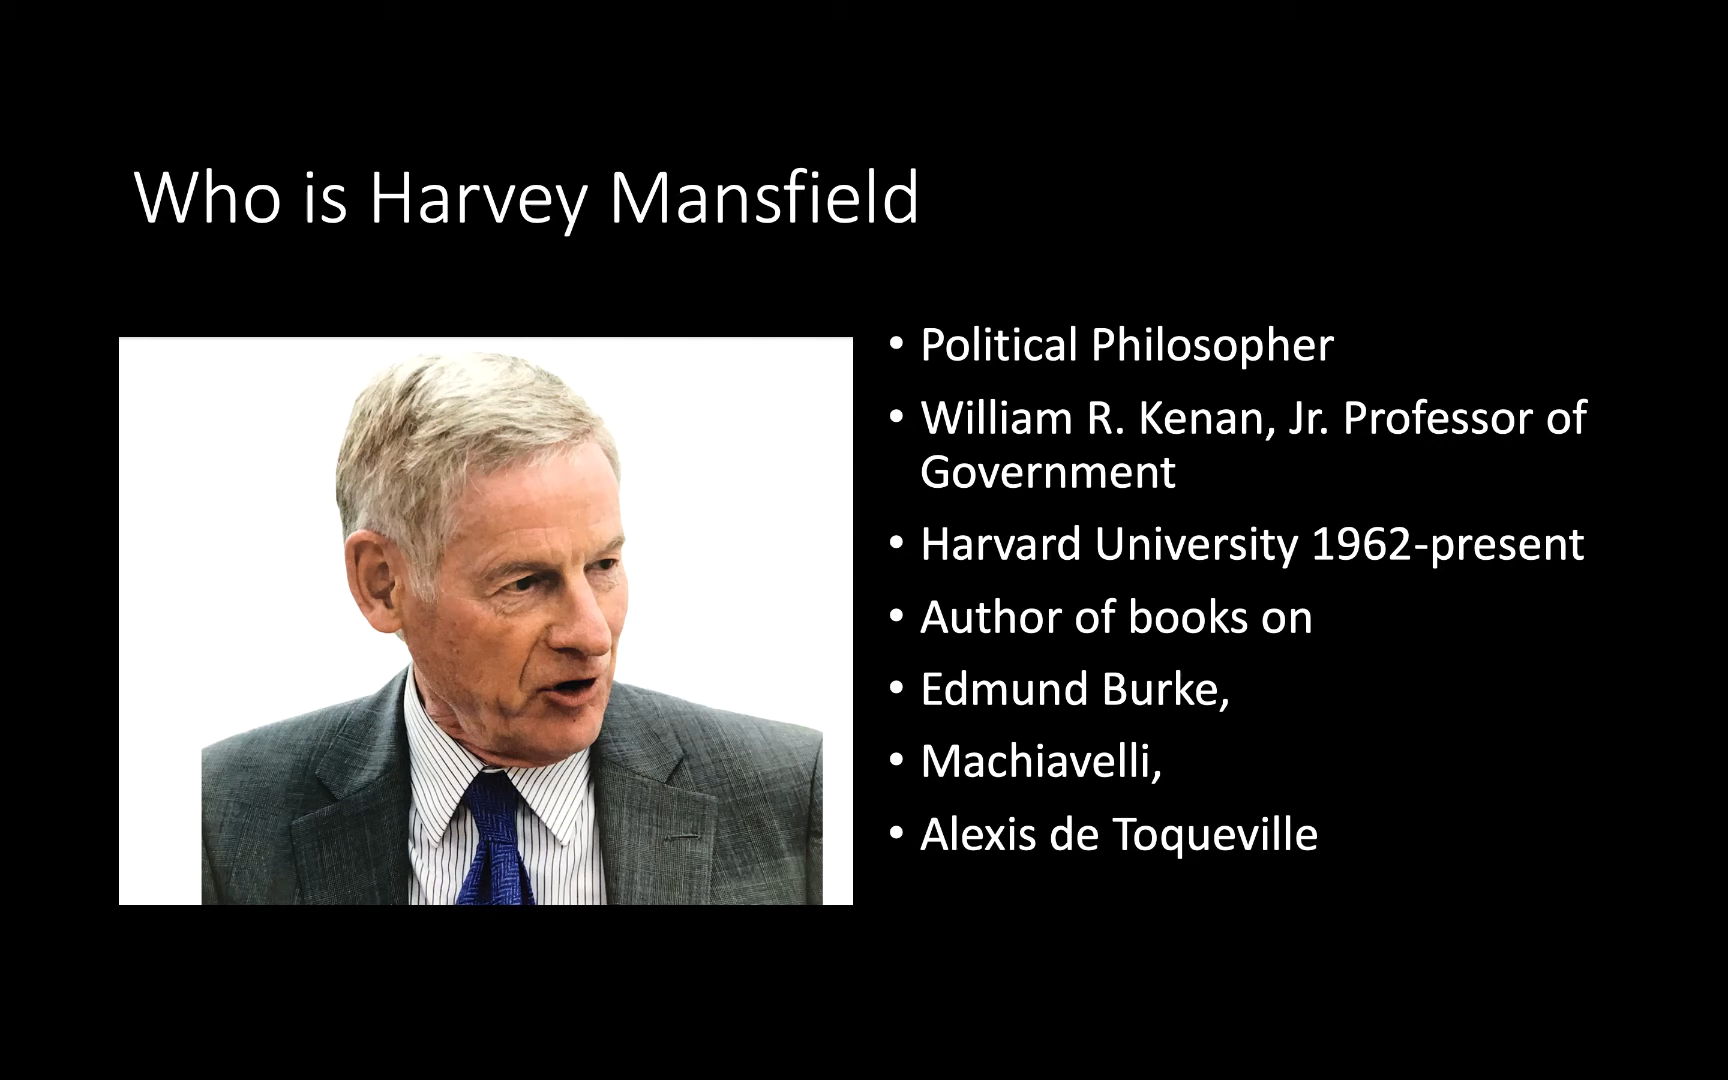 Who is Harvey Mansfield
• Political Philosopher
• William R. Kenan, Jr. Professor of
Government
• Harvard University 1962-present
• Author of books on
• Edmund Burke,
• Machiavelli,
• Alexis de Toqueville